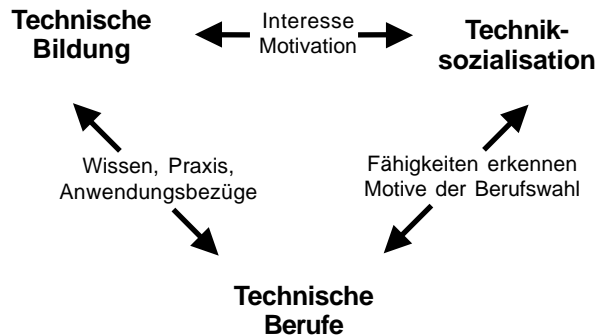 Technische
Bildung
Interesse
Motivation
Technik-
sozialisation
Wissen, Praxis,
Anwendungsbezüge
Fähigkeiten erkennen
Motive der Berufswahl
Technische
Berufe